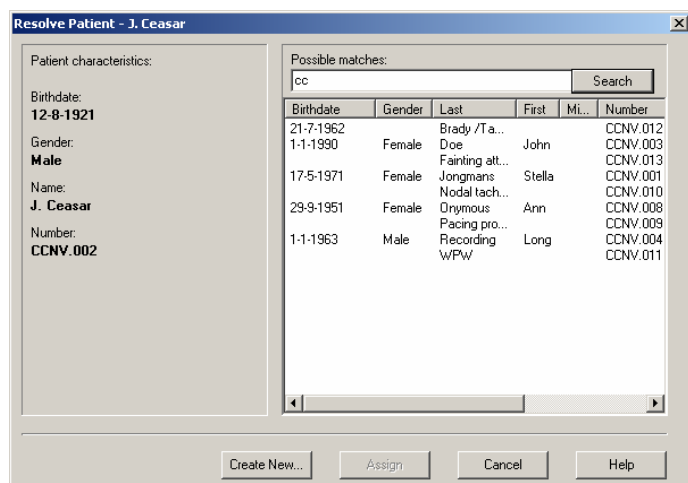 Resolve Patient - J. Ceasar
Patient characteristics:
Birthdate:
12-8-1921
Gender:
Male
Name:
J. Ceasar
Number:
CCNV.002
Possible matches:
cc Search
Birthdate Gender Last First Mi... Number
21-7-1962 Brady /Ta... CCNV.012
1-1-1990 Female Doe John CCNV.003
Fainting att... CCNV.013
17-5-1971 Female Jongmans Stella CCNV.001
Nodal tach... CCNV.010
29-9-1951 Female Onymous Ann CCNV.008
Pacing pro... CCNV.009
1-1-1963 Male Recording Long CCNV.004
WPW CCNV.011
Create New... Assign Cancel Help